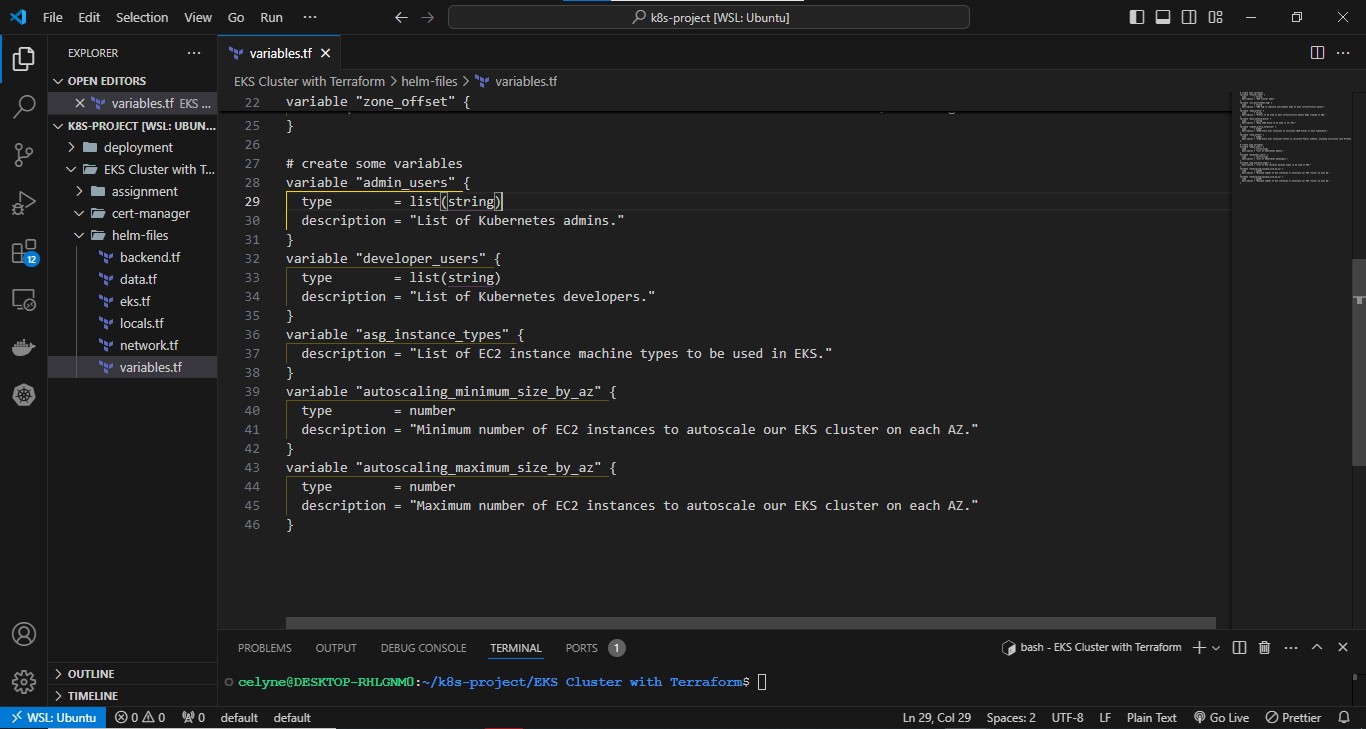 File Edit Selection View Go Run ··· k8s-project [WSL: Ubuntu]
EXPLORER ···
variables.tf
OPEN EDITORS
EKS Cluster with Terraform > helm-files > variables.tf
variables.tf EKS ...
K8S-PROJECT [WSL: UBUN...
deployment
EKS Cluster with T...
assignment
cert-manager
helm-files
backend.tf
data.tf
eks.tf
locals.tf
network.tf
variables.tf
12
22 variable "zone_offset" {
25 }
26
27 # create some variables
28 variable "admin_users" {
29   type        = list(string)
30   description = "List of Kubernetes admins."
31 }
32 variable "developer_users" {
33   type        = list(string)
34   description = "List of Kubernetes developers."
35 }
36 variable "asg_instance_types" {
37   description = "List of EC2 instance machine types to be used in EKS."
38 }
39 variable "autoscaling_minimum_size_by_az" {
40   type        = number
41   description = "Minimum number of EC2 instances to autoscale our EKS cluster on each AZ."
42 }
43 variable "autoscaling_maximum_size_by_az" {
44   type        = number
45   description = "Maximum number of EC2 instances to autoscale our EKS cluster on each AZ."
46 }
OUTLINE
TIMELINE
PROBLEMS OUTPUT DEBUG CONSOLE TERMINAL PORTS 1 bash - EKS Cluster with Terraform
celyne@DESKTOP-RHLGNM0:~/k8s-project/EKS Cluster with Terraform$
WSL: Ubuntu 0 0 0 default default Ln 29, Col 29 Spaces: 2 UTF-8 LF Plain Text Go Live Prettier